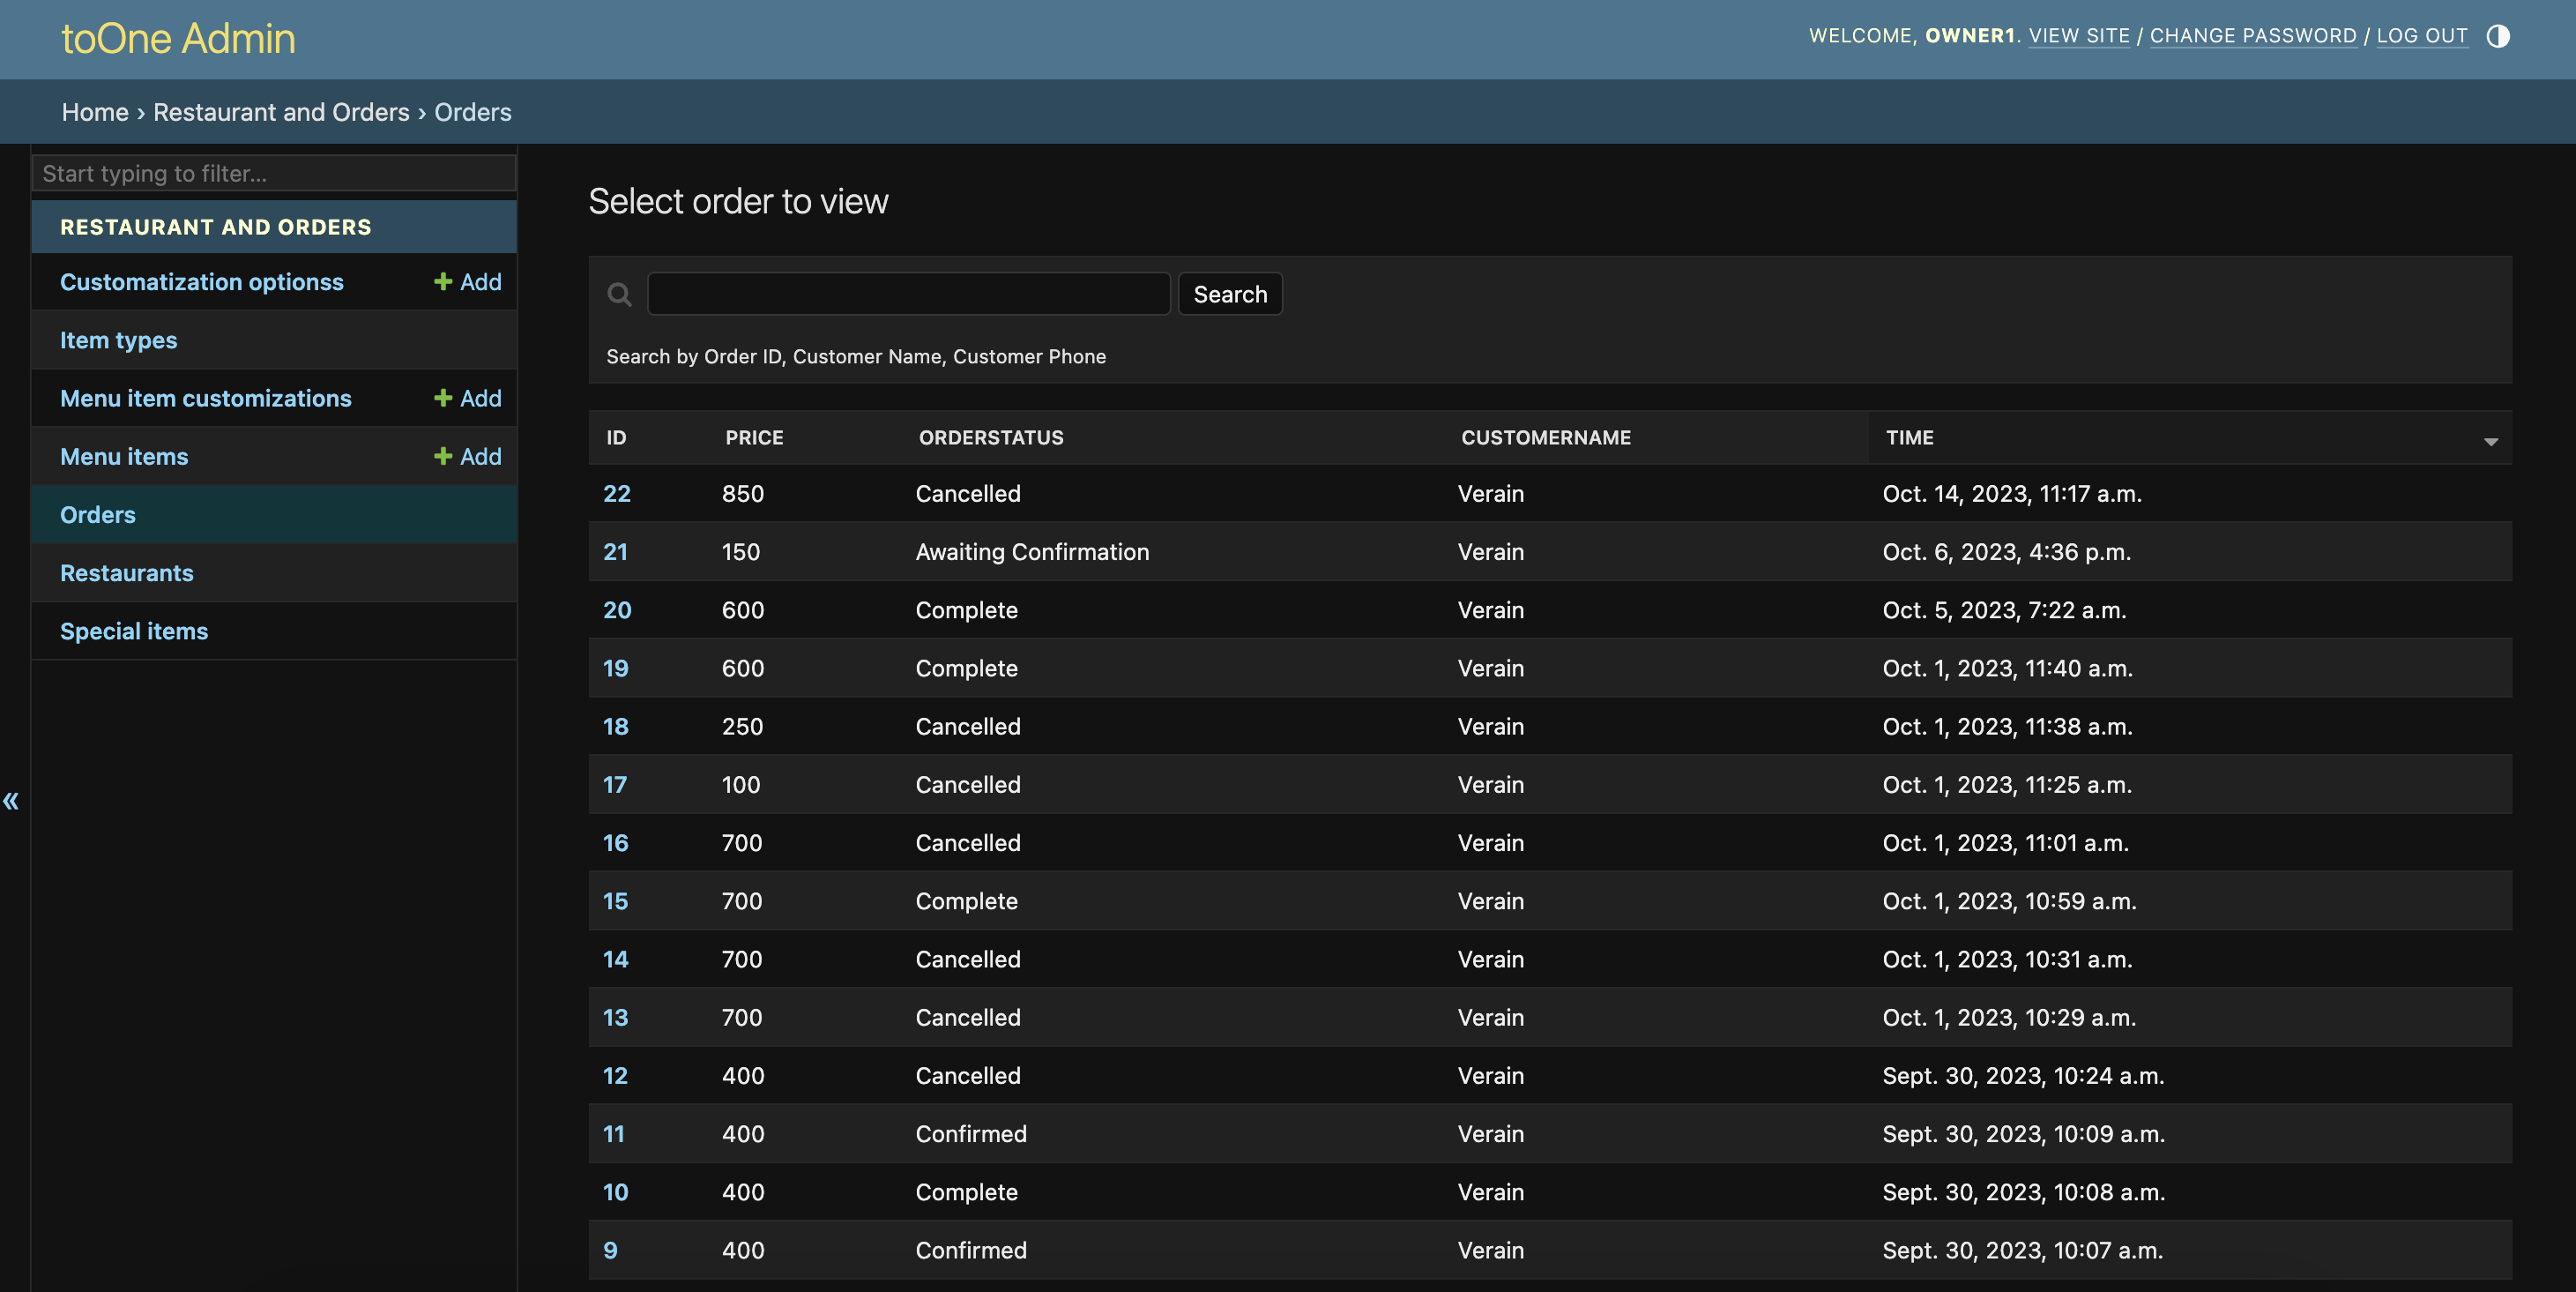 toOne Admin
WELCOME, OWNER1. VIEW SITE / CHANGE PASSWORD / LOG OUT
Home › Restaurant and Orders › Orders
Start typing to filter...
RESTAURANT AND ORDERS
Customatization optionss + Add
Item types
Menu item customizations + Add
Menu items + Add
Orders
Restaurants
Special items
«
Select order to view
Search
Search by Order ID, Customer Name, Customer Phone
ID PRICE ORDERSTATUS CUSTOMERNAME TIME
22 850 Cancelled Verain Oct. 14, 2023, 11:17 a.m.
21 150 Awaiting Confirmation Verain Oct. 6, 2023, 4:36 p.m.
20 600 Complete Verain Oct. 5, 2023, 7:22 a.m.
19 600 Complete Verain Oct. 1, 2023, 11:40 a.m.
18 250 Cancelled Verain Oct. 1, 2023, 11:38 a.m.
17 100 Cancelled Verain Oct. 1, 2023, 11:25 a.m.
16 700 Cancelled Verain Oct. 1, 2023, 11:01 a.m.
15 700 Complete Verain Oct. 1, 2023, 10:59 a.m.
14 700 Cancelled Verain Oct. 1, 2023, 10:31 a.m.
13 700 Cancelled Verain Oct. 1, 2023, 10:29 a.m.
12 400 Cancelled Verain Sept. 30, 2023, 10:24 a.m.
11 400 Confirmed Verain Sept. 30, 2023, 10:09 a.m.
10 400 Complete Verain Sept. 30, 2023, 10:08 a.m.
9 400 Confirmed Verain Sept. 30, 2023, 10:07 a.m.